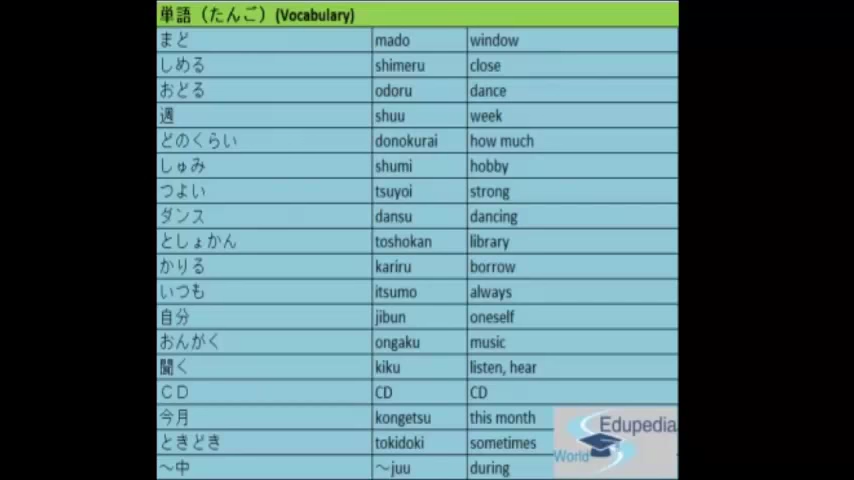 単語（たんご）(Vocabulary)
まど mado window
しめる shimeru close
おどる odoru dance
週 shuu week
どのくらい donokurai how much
しゅみ shumi hobby
つよい tsuyoi strong
ダンス dansu dancing
としょかん toshokan library
かりる kariru borrow
いつも itsumo always
自分 jibun oneself
おんがく ongaku music
聞く kiku listen, hear
ＣＤ CD CD
今月 kongetsu this month
ときどき tokidoki sometimes
～中 ～juu during
Edupedia
World